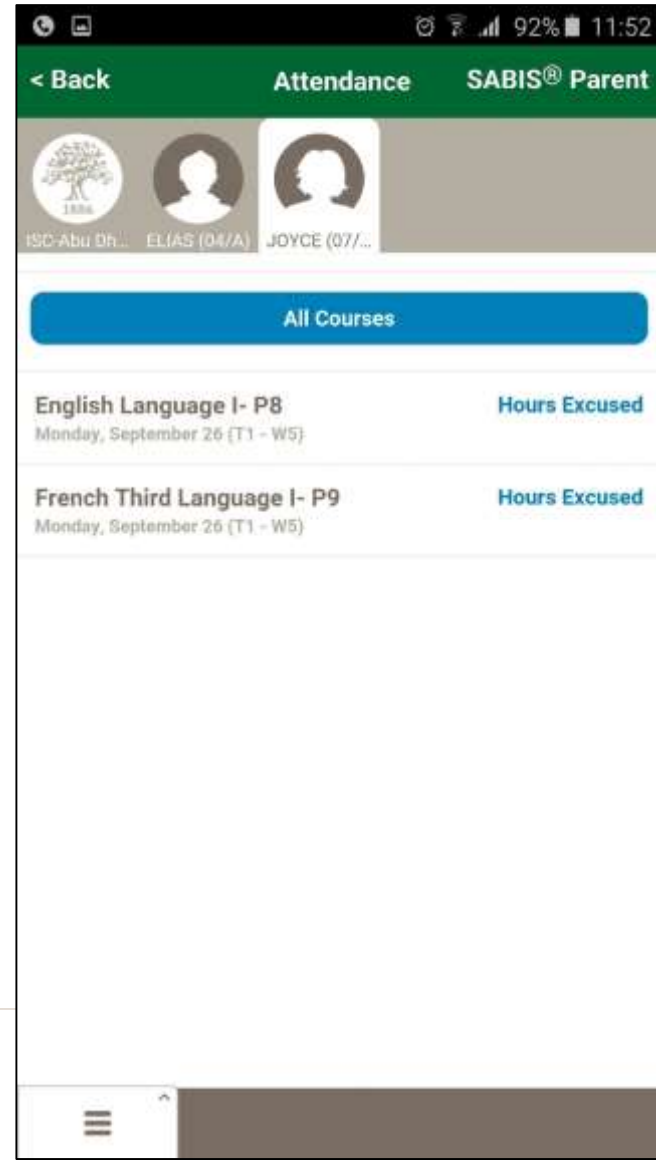 92% 11:52
< Back Attendance SABIS® Parent
1886
ISC-Abu Dh... ELIAS (04/A) JOYCE (07/...
All Courses
English Language I- P8 Hours Excused
Monday, September 26 (T1 - W5)
French Third Language I- P9 Hours Excused
Monday, September 26 (T1 - W5)